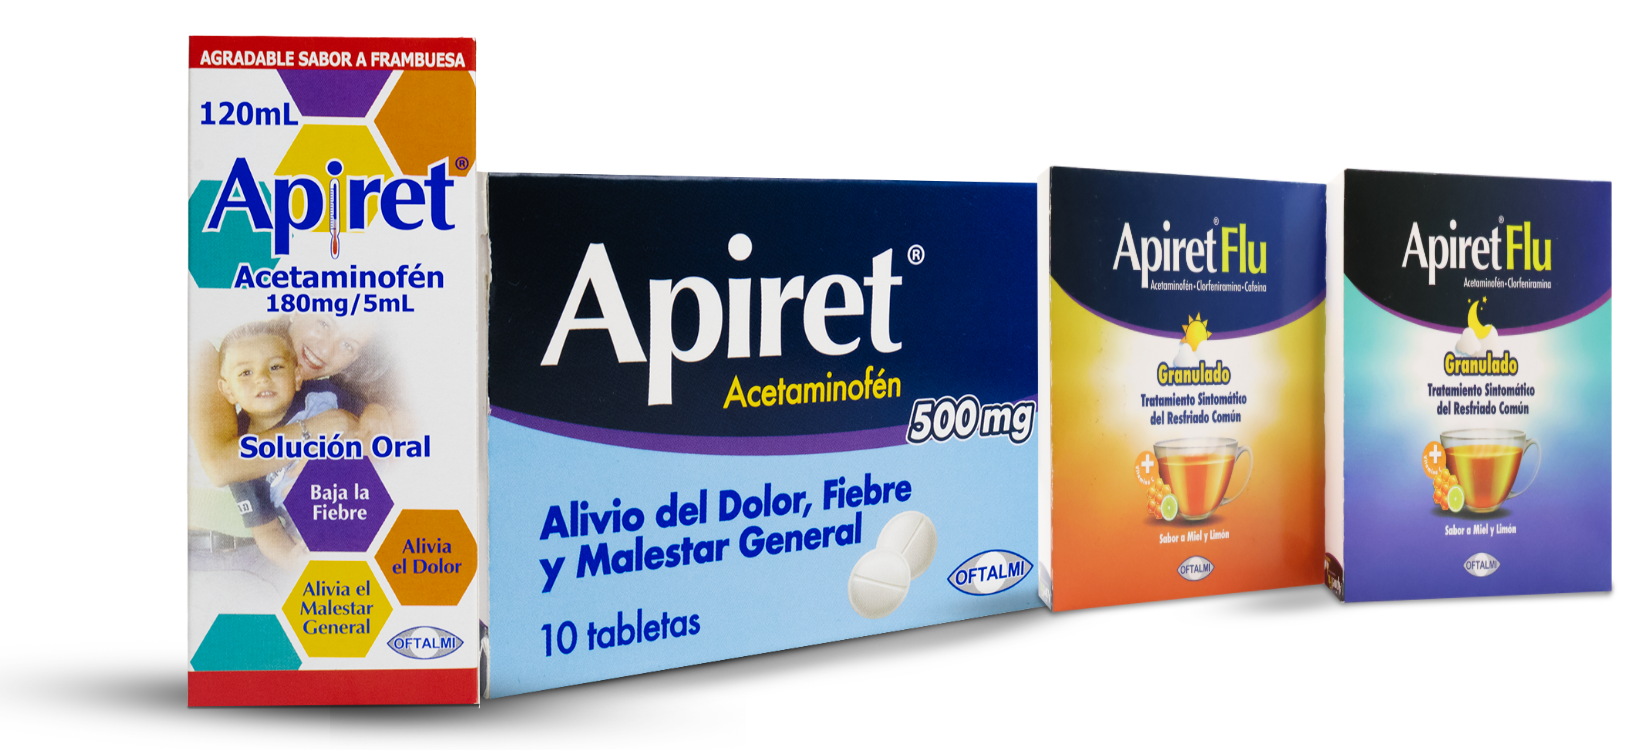 AGRADABLE SABOR A FRAMBUESA
120mL
Apiret®
Acetaminofén
180mg/5mL
Solución Oral
Baja la
Fiebre
Alivia
el Dolor
Alivia el
Malestar
General
OFTALMI
Apiret®
Acetaminofén
500mg
Alivio del Dolor, Fiebre
y Malestar General
10 tabletas
OFTALMI
Apiret® Flu
Acetaminofén • Clorfeniramina • Cafeína
Granulado
Tratamiento Sintomático
del Resfriado Común
+
Sabor a Miel y Limón
OFTALMI
Apiret® Flu
Acetaminofén • Clorfeniramina
Granulado
Tratamiento Sintomático
del Resfriado Común
+
Sabor a Miel y Limón
OFTALMI